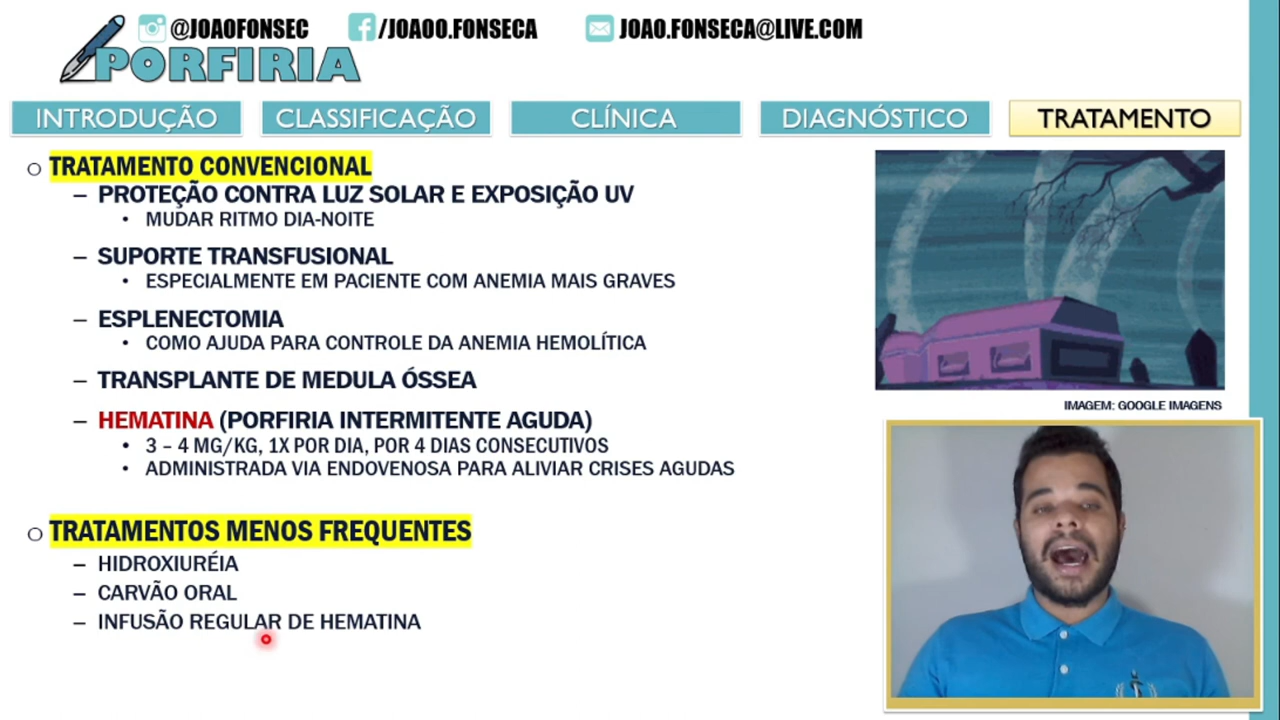 @JOAOFONSEC
/JOAOO.FONSECA
JOAO.FONSECA@LIVE.COM
PORFIRIA
INTRODUÇÃO
CLASSIFICAÇÃO
CLÍNICA
DIAGNÓSTICO
TRATAMENTO
TRATAMENTO CONVENCIONAL
– PROTEÇÃO CONTRA LUZ SOLAR E EXPOSIÇÃO UV
• MUDAR RITMO DIA-NOITE
– SUPORTE TRANSFUSIONAL
• ESPECIALMENTE EM PACIENTE COM ANEMIA MAIS GRAVES
– ESPLENECTOMIA
• COMO AJUDA PARA CONTROLE DA ANEMIA HEMOLÍTICA
– TRANSPLANTE DE MEDULA ÓSSEA
– HEMATINA (PORFIRIA INTERMITENTE AGUDA)
• 3 – 4 MG/KG, 1X POR DIA, POR 4 DIAS CONSECUTIVOS
• ADMINISTRADA VIA ENDOVENOSA PARA ALIVIAR CRISES AGUDAS
TRATAMENTOS MENOS FREQUENTES
– HIDROXIURÉIA
– CARVÃO ORAL
– INFUSÃO REGULAR DE HEMATINA
IMAGEM: GOOGLE IMAGENS